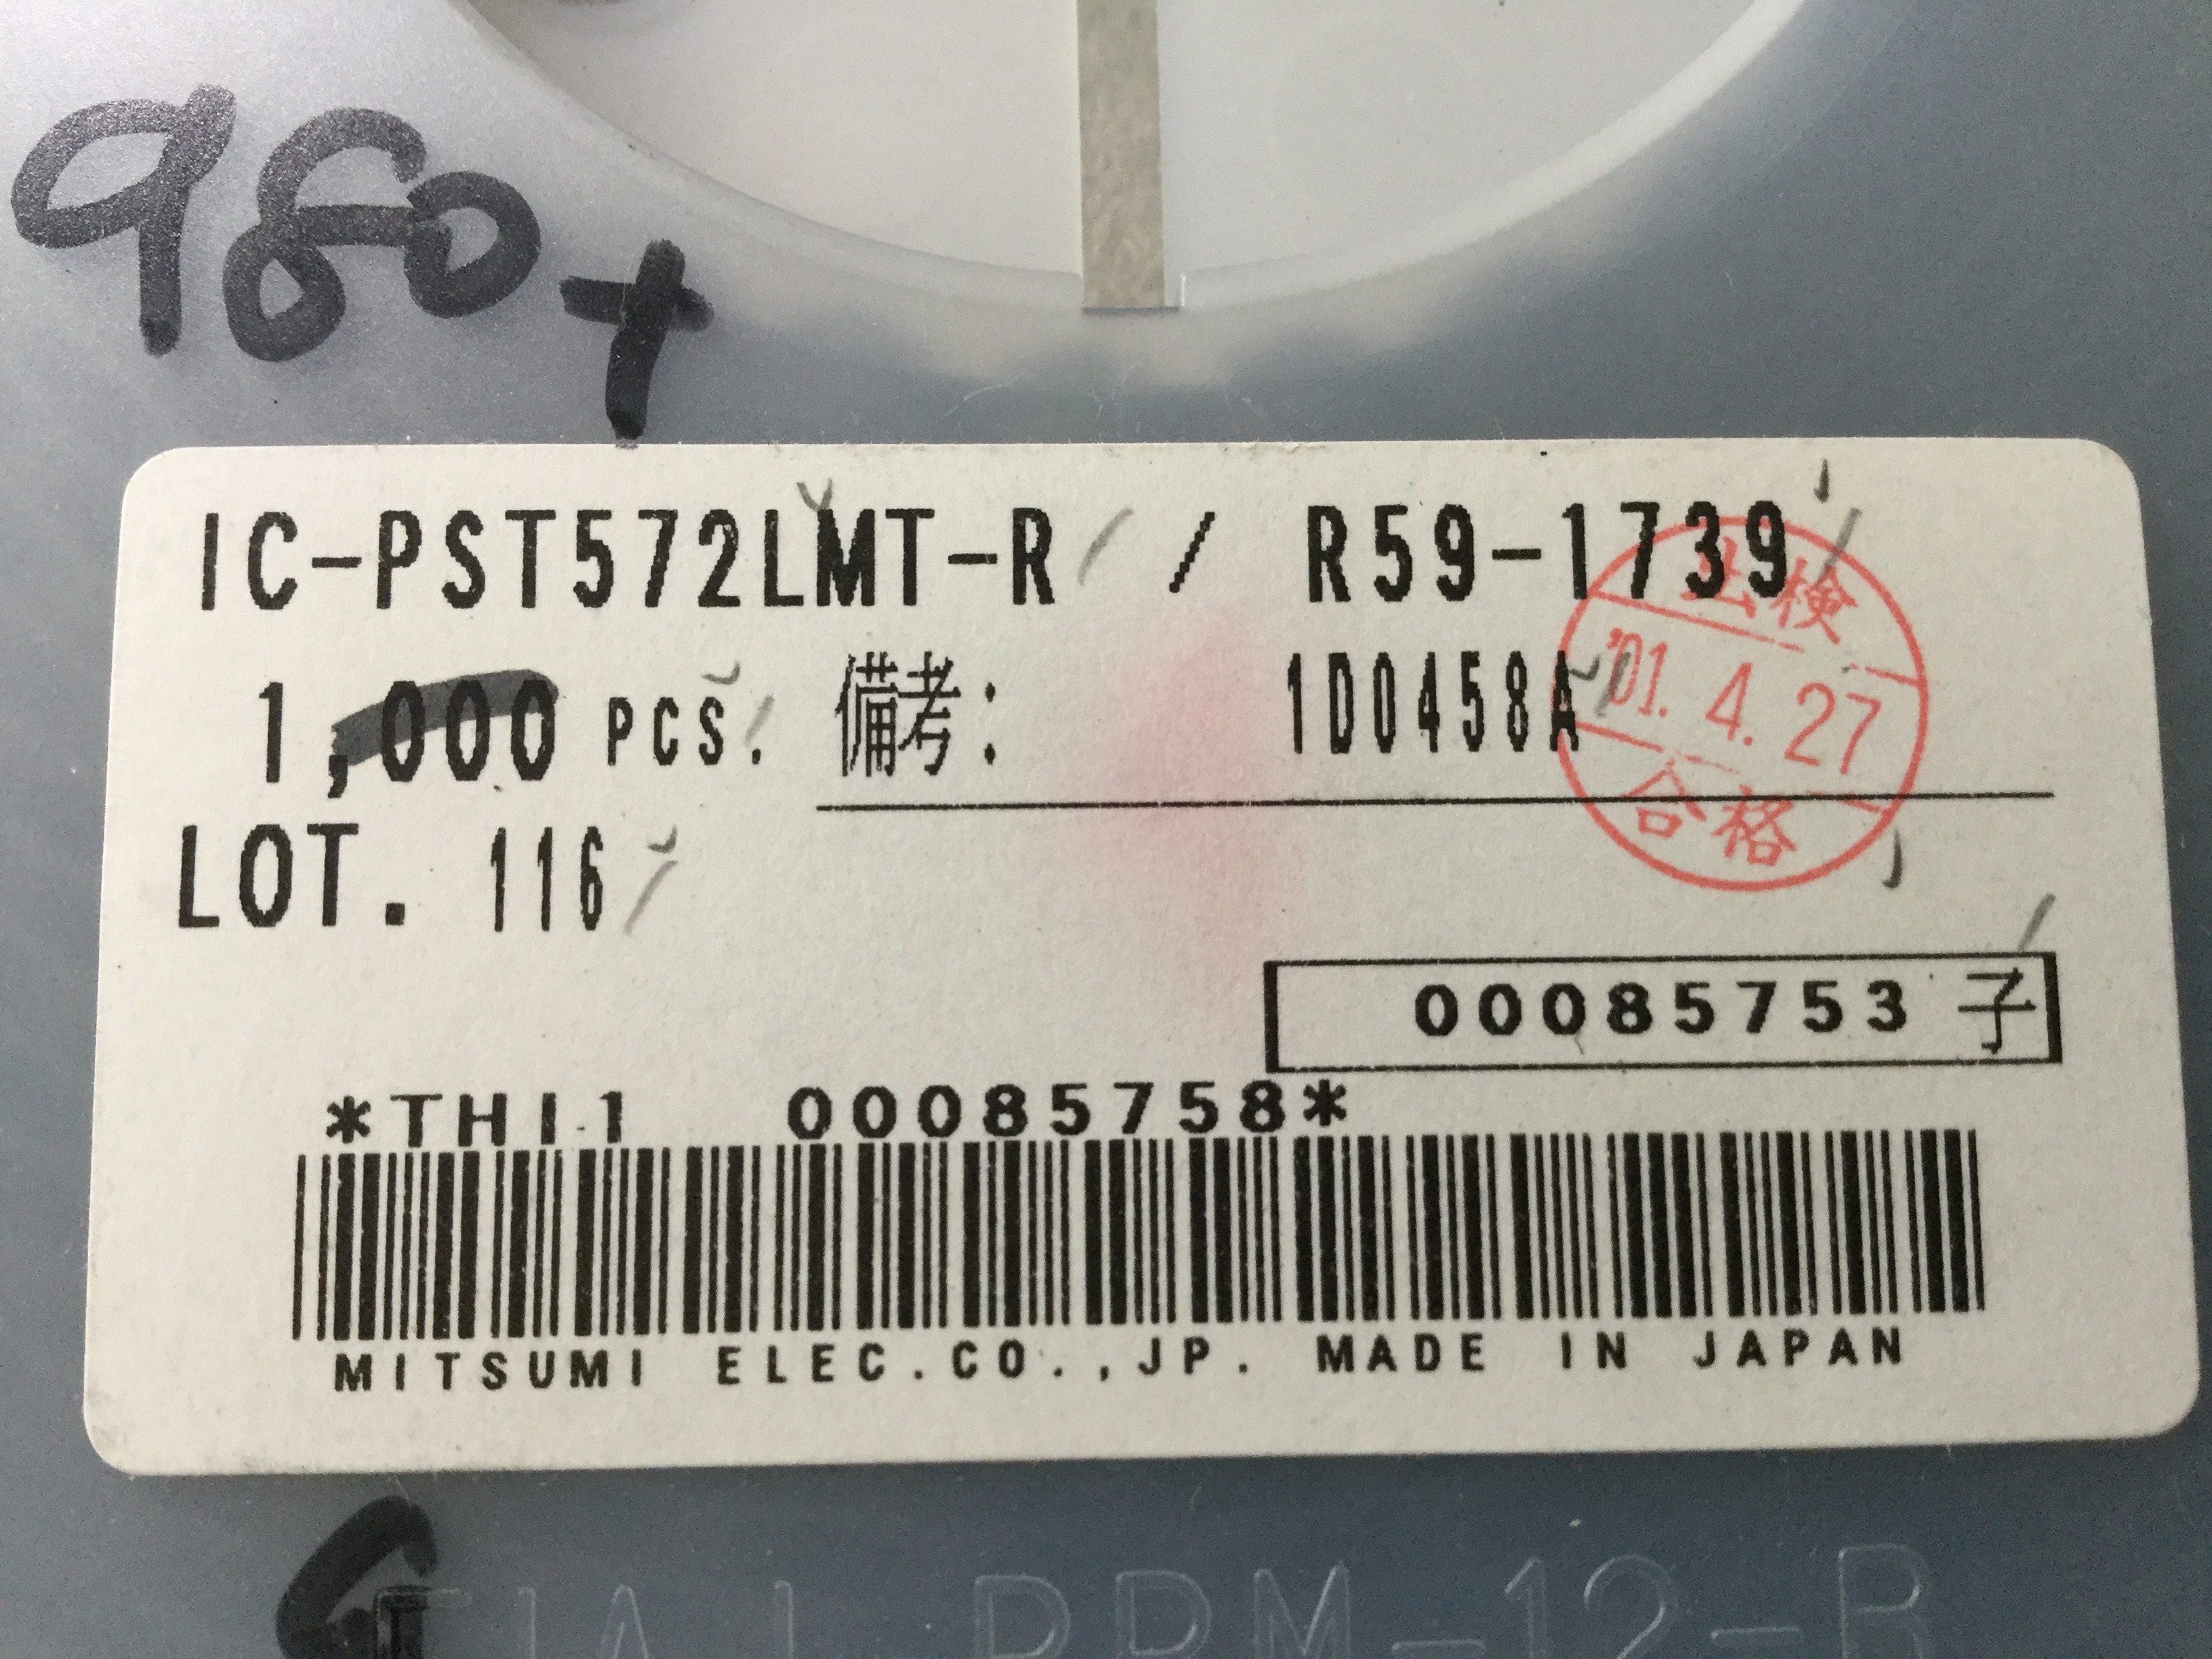 980+
IC-PST572LMT-R / R59-1739
1,000 PCS. 備考: 1D0458A
出検
'01. 4. 27
合格
LOT. 116
00085753 子
*THI1 00085758*
MITSUMI ELEC.CO.,JP. MADE IN JAPAN